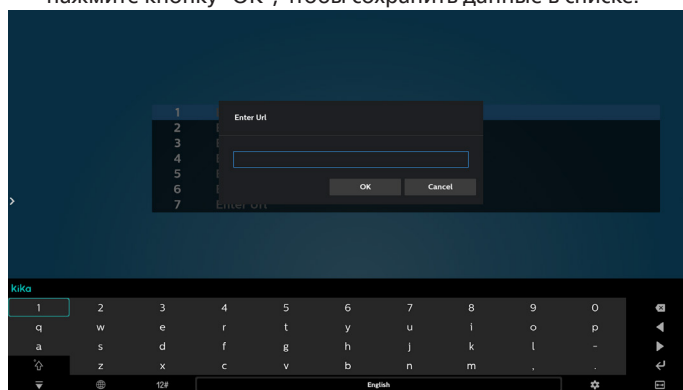 нажмите кнопку "OK", чтобы сохранить данные в списке.
1
Enter Url
2
3
4
5
6
OK Cancel
7 Enter Url
kika
1 2 3 4 5 6 7 8 9 0
q w e r t y u i o p
a s d f g h j k l -
z x c v b n m , .
12# English